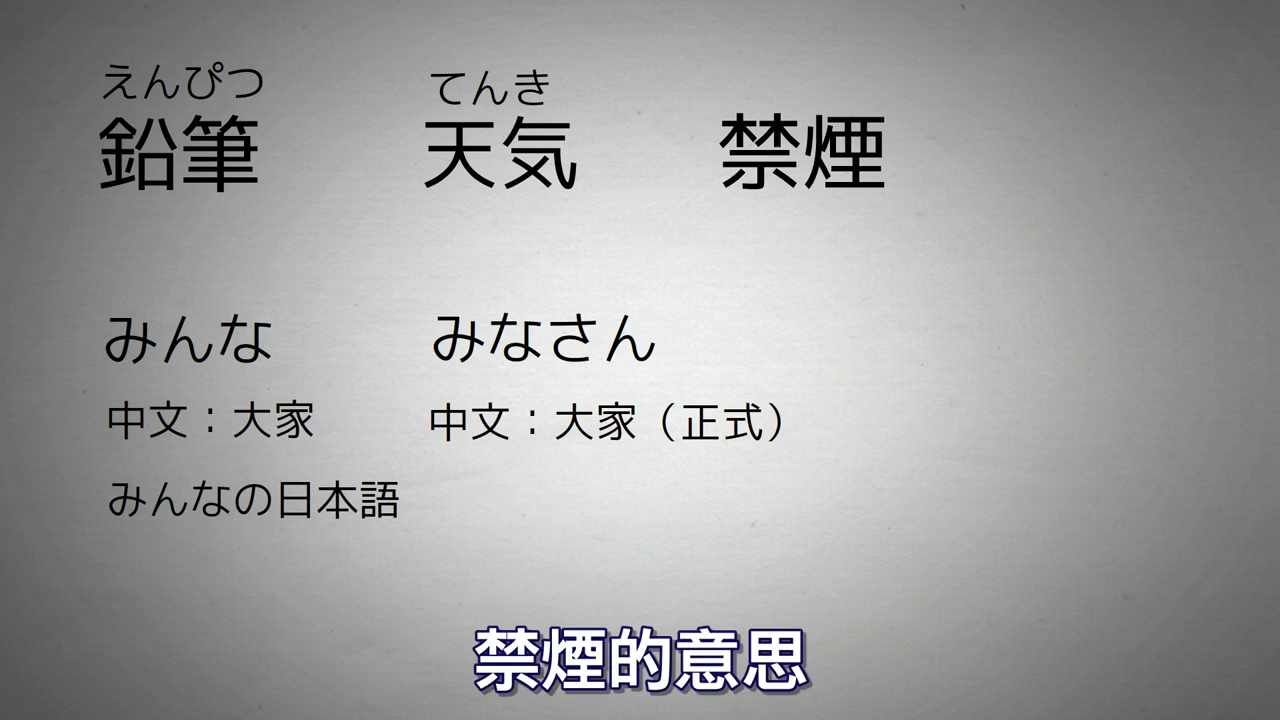 えんぴつ てんき
鉛筆 天気 禁煙
みんな みなさん
中文：大家 中文：大家（正式）
みんなの日本語
禁煙的意思